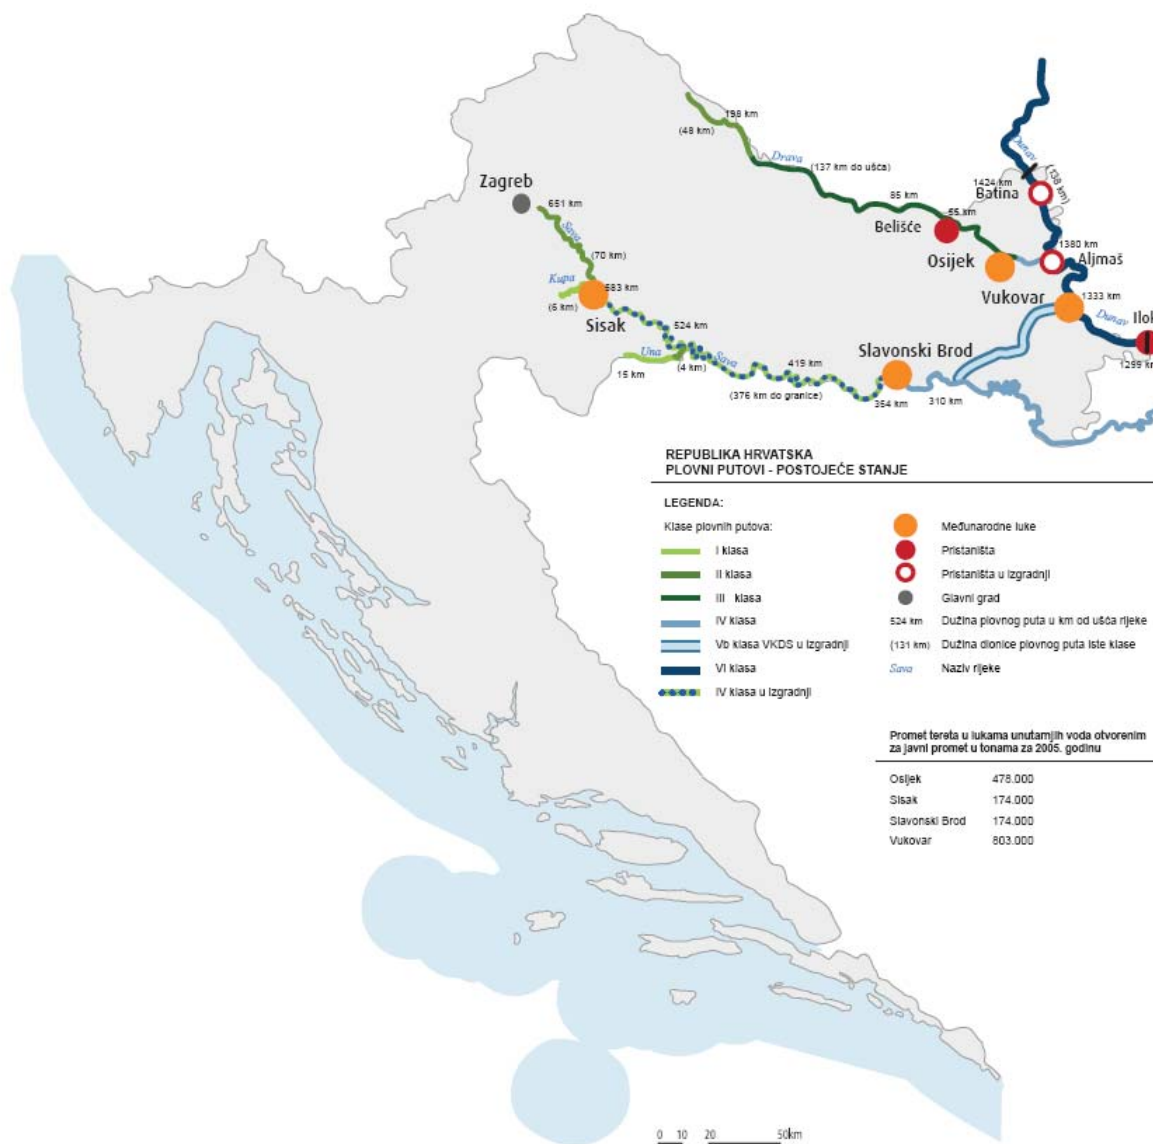 198 km
(48 km)
Drava
(137 km do ušća)
Dunav
(138 km)
1424 km
Batina
Zagreb
651 km
85 km
Belišće
55 km
Sava
(70 km)
Osijek
1380 km
Aljmaš
Kupa
583 km
(5 km)
Sisak
Vukovar
1333 km
Dunav
Ilok
1299 km
524 km
Una
(4 km)
15 km
Sava
419 km
(376 km do granice)
Slavonski Brod
354 km
310 km
REPUBLIKA HRVATSKA
PLOVNI PUTOVI - POSTOJEĆE STANJE
LEGENDA:
Klase plovnih putova:
I klasa
II klasa
III klasa
IV klasa
Vb klasa VKDS u izgradnji
VI klasa
IV klasa u izgradnji
Međunarodne luke
Pristaništa
Pristaništa u izgradnji
Glavni grad
524 km Dužina plovnog puta u km od ušća rijeke
(131 km) Dužina dionice plovnog puta iste klase
Sava Naziv rijeke
Promet tereta u lukama unutarnjih voda otvorenim
za javni promet u tonama za 2005. godinu
Osijek 478.000
Sisak 174.000
Slavonski Brod 174.000
Vukovar 803.000
0 10 20 50km